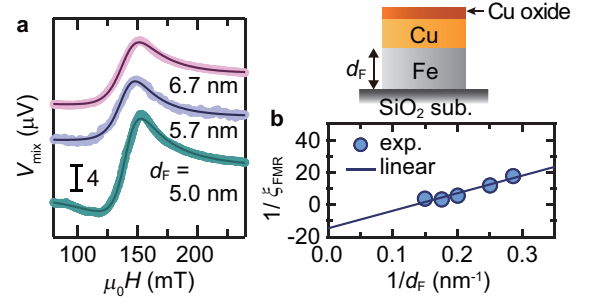 a
V_mix (μV)
6.7 nm
5.7 nm
4
d_F =
5.0 nm
100 150 200
μ₀H (mT)
Cu oxide
Cu
d_F
Fe
SiO₂ sub.
b
1/ ξ_FMR
40
20
0
-20
exp.
linear
0.0 0.1 0.2 0.3
1/d_F (nm⁻¹)